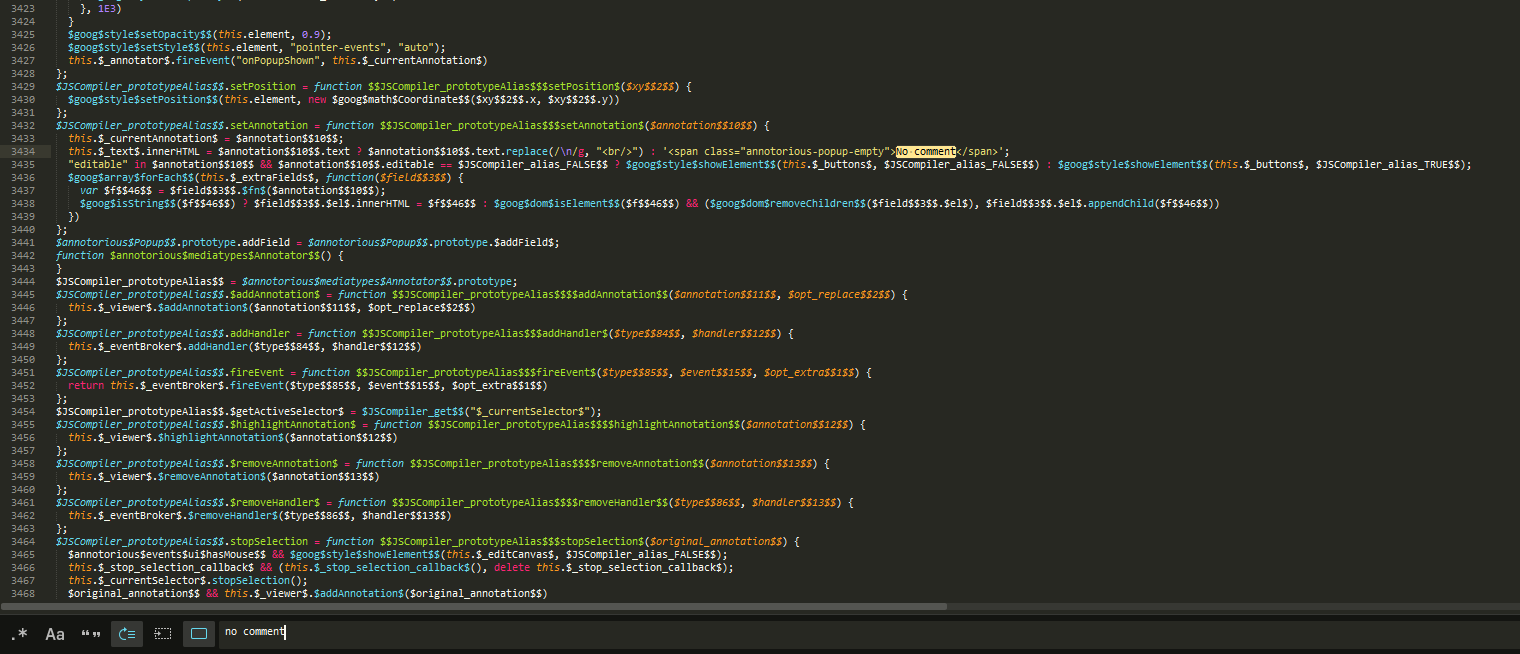 3423 }, 1E3)
3424 }
3425 $goog$style$setOpacity$$(this.element, 0.9);
3426 $goog$style$setStyle$$(this.element, "pointer-events", "auto");
3427 this.$_annotator$.fireEvent("onPopupShown", this.$_currentAnnotation$)
3428 };
3429 $JSCompiler_prototypeAlias$$.setPosition = function $$JSCompiler_prototypeAlias$$$setPosition$($xy$$2$$) {
3430 $goog$style$setPosition$$(this.element, new $goog$math$Coordinate$$($xy$$2$$.x, $xy$$2$$.y))
3431 };
3432 $JSCompiler_prototypeAlias$$.setAnnotation = function $$JSCompiler_prototypeAlias$$$setAnnotation$($annotation$$10$$) {
3433 this.$_currentAnnotation$ = $annotation$$10$$;
3434 this.$_text$.innerHTML = $annotation$$10$$.text ? $annotation$$10$$.text.replace(/\n/g, "<br/>") : '<span class="annotorious-popup-empty">No comment</span>';
3435 "editable" in $annotation$$10$$ && $annotation$$10$$.editable == $JSCompiler_alias_FALSE$$ ? $goog$style$showElement$$(this.$_buttons$, $JSCompiler_alias_FALSE$$) : $goog$style$showElement$$(this.$_buttons$, $JSCompiler_alias_TRUE$$);
3436 $goog$array$forEach$$(this.$_extraFields$, function($field$$3$$) {
3437 var $f$$46$$ = $field$$3$$.$fn$($annotation$$10$$);
3438 $goog$isString$$($f$$46$$) ? $field$$3$$.$el$.innerHTML = $f$$46$$ : $goog$dom$isElement$$($f$$46$$) && ($goog$dom$removeChildren$$($field$$3$$.$el$), $field$$3$$.$el$.appendChild($f$$46$$))
3439 })
3440 };
3441 $annotorious$Popup$$.prototype.addField = $annotorious$Popup$$.prototype.$addField$;
3442 function $annotorious$mediatypes$Annotator$$() {
3443 }
3444 $JSCompiler_prototypeAlias$$ = $annotorious$mediatypes$Annotator$$.prototype;
3445 $JSCompiler_prototypeAlias$$.$addAnnotation$ = function $$JSCompiler_prototypeAlias$$$$addAnnotation$$($annotation$$11$$, $opt_replace$$2$$) {
3446 this.$_viewer$.$addAnnotation$($annotation$$11$$, $opt_replace$$2$$)
3447 };
3448 $JSCompiler_prototypeAlias$$.addHandler = function $$JSCompiler_prototypeAlias$$$addHandler$($type$$84$$, $handler$$12$$) {
3449 this.$_eventBroker$.addHandler($type$$84$$, $handler$$12$$)
3450 };
3451 $JSCompiler_prototypeAlias$$.fireEvent = function $$JSCompiler_prototypeAlias$$$fireEvent$($type$$85$$, $event$$15$$, $opt_extra$$1$$) {
3452 return this.$_eventBroker$.fireEvent($type$$85$$, $event$$15$$, $opt_extra$$1$$)
3453 };
3454 $JSCompiler_prototypeAlias$$.$getActiveSelector$ = $JSCompiler_get$$("$_currentSelector$");
3455 $JSCompiler_prototypeAlias$$.$highlightAnnotation$ = function $$JSCompiler_prototypeAlias$$$$highlightAnnotation$$($annotation$$12$$) {
3456 this.$_viewer$.$highlightAnnotation$($annotation$$12$$)
3457 };
3458 $JSCompiler_prototypeAlias$$.$removeAnnotation$ = function $$JSCompiler_prototypeAlias$$$$removeAnnotation$$($annotation$$13$$) {
3459 this.$_viewer$.$removeAnnotation$($annotation$$13$$)
3460 };
3461 $JSCompiler_prototypeAlias$$.$removeHandler$ = function $$JSCompiler_prototypeAlias$$$$removeHandler$$($type$$86$$, $handler$$13$$) {
3462 this.$_eventBroker$.$removeHandler$($type$$86$$, $handler$$13$$)
3463 };
3464 $JSCompiler_prototypeAlias$$.stopSelection = function $$JSCompiler_prototypeAlias$$$stopSelection$($original_annotation$$) {
3465 $annotorious$events$ui$hasMouse$$ && $goog$style$showElement$$(this.$_editCanvas$, $JSCompiler_alias_FALSE$$);
3466 this.$_stop_selection_callback$ && (this.$_stop_selection_callback$(), delete this.$_stop_selection_callback$);
3467 this.$_currentSelector$.stopSelection();
3468 $original_annotation$$ && this.$_viewer$.$addAnnotation$($original_annotation$$)
.* Aa “” no comment